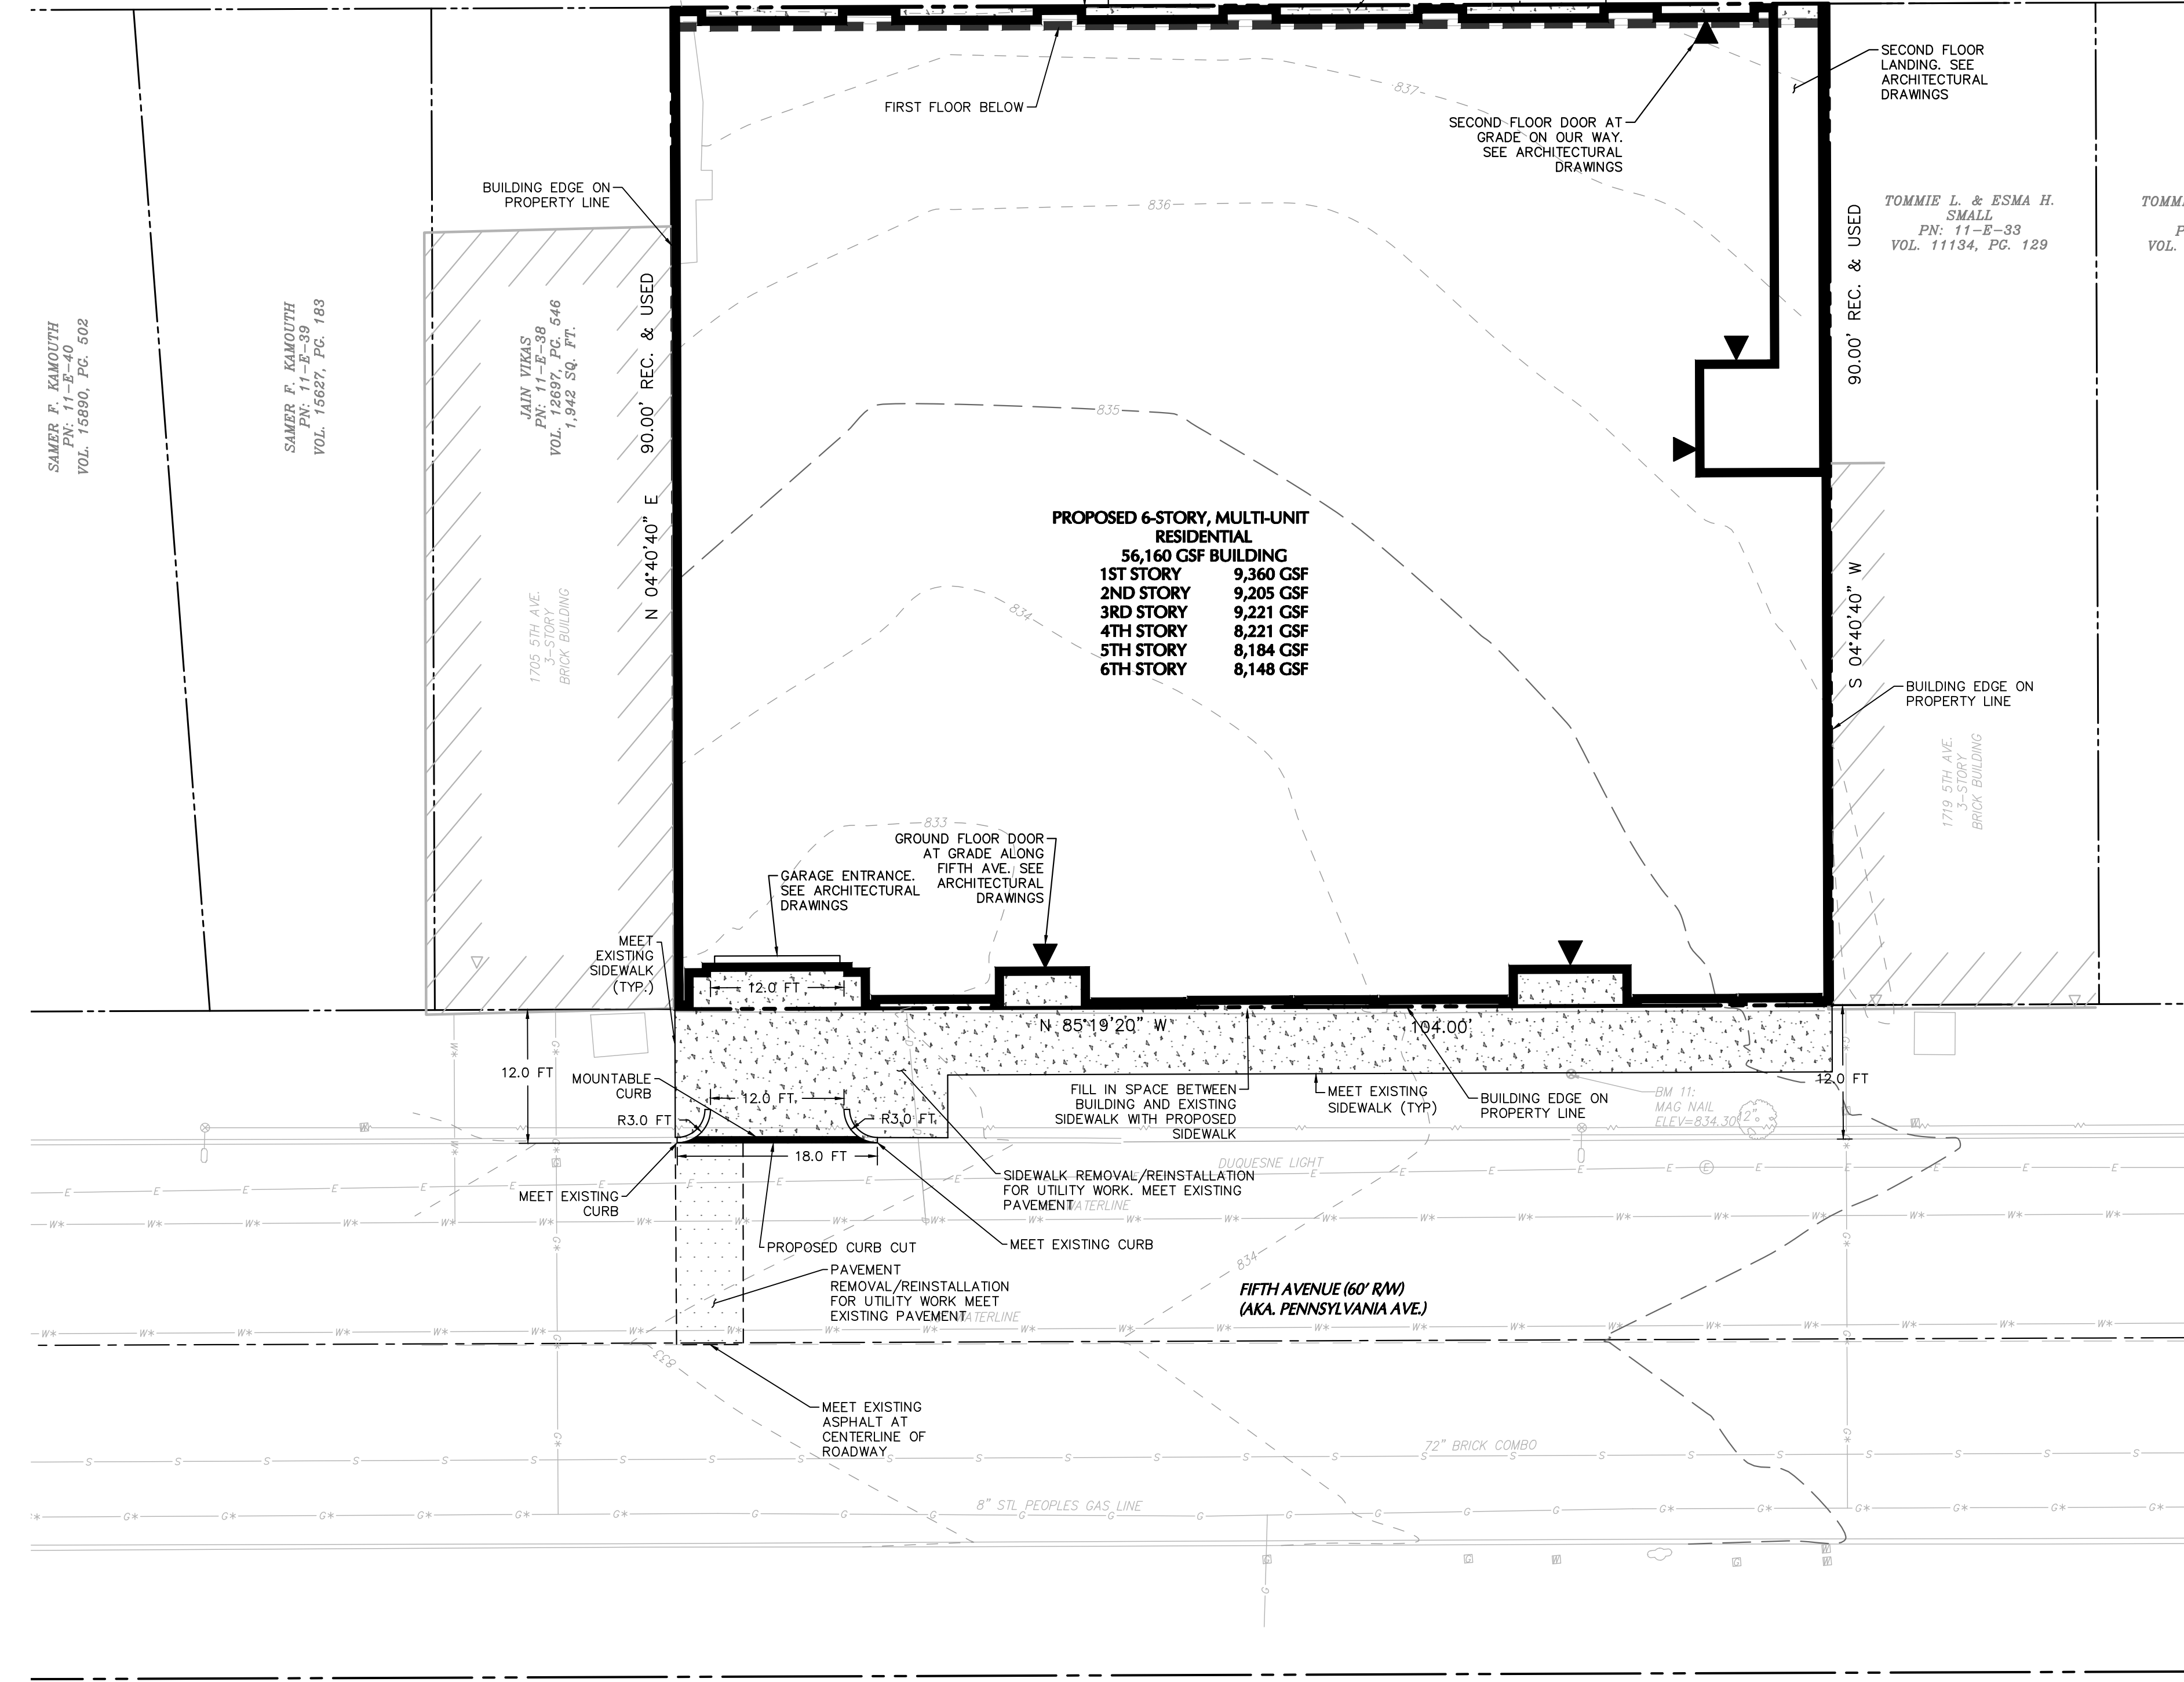 FIRST FLOOR BELOW
837
SECOND FLOOR
LANDING. SEE
ARCHITECTURAL
DRAWINGS
SECOND FLOOR DOOR AT
GRADE ON OUR WAY.
SEE ARCHITECTURAL
DRAWINGS
BUILDING EDGE ON
PROPERTY LINE
836
TOMMIE L. & ESMA H.
SMALL
PN: 11-E-33
VOL. 11134, PG. 129
TOMMI
P
VOL.
SAMER F. KAMOUTH
PN: 11-E-40
VOL. 15890, PG. 502
SAMER F. KAMOUTH
PN: 11-E-39
VOL. 15627, PG. 183
JAIN VIKAS
PN: 11-E-38
VOL. 12697, PG. 546
1,942 SQ. FT.
N 04°40'40" E 90.00' REC. & USED
90.00' REC. & USED
S 04°40'40" W
835
PROPOSED 6-STORY, MULTI-UNIT
RESIDENTIAL
56,160 GSF BUILDING
1ST STORY 9,360 GSF
2ND STORY 9,205 GSF
3RD STORY 9,221 GSF
4TH STORY 8,221 GSF
5TH STORY 8,184 GSF
6TH STORY 8,148 GSF
834
1705 5TH AVE.
3-STORY
BRICK BUILDING
BUILDING EDGE ON
PROPERTY LINE
1719 5TH AVE.
3-STORY
BRICK BUILDING
833
GROUND FLOOR DOOR
AT GRADE ALONG
FIFTH AVE. SEE
ARCHITECTURAL
DRAWINGS
GARAGE ENTRANCE.
SEE ARCHITECTURAL
DRAWINGS
MEET
EXISTING
SIDEWALK
(TYP.)
12.0 FT
N 85°19'20" W
104.00'
12.0 FT
MOUNTABLE
CURB
12.0 FT
R3.0 FT
R3.0 FT
FILL IN SPACE BETWEEN
BUILDING AND EXISTING
SIDEWALK WITH PROPOSED
SIDEWALK
MEET EXISTING
SIDEWALK (TYP)
BUILDING EDGE ON
PROPERTY LINE
BM 11:
MAG NAIL
ELEV=834.30
12"
12.0 FT
18.0 FT
DUQUESNE LIGHT
MEET EXISTING
CURB
SIDEWALK REMOVAL/REINSTALLATION
FOR UTILITY WORK. MEET EXISTING
PAVEMENT
WATERLINE
PROPOSED CURB CUT
MEET EXISTING CURB
834
PAVEMENT
REMOVAL/REINSTALLATION
FOR UTILITY WORK MEET
EXISTING PAVEMENT
WATERLINE
FIFTH AVENUE (60' R/W)
(AKA. PENNSYLVANIA AVE.)
833
MEET EXISTING
ASPHALT AT
CENTERLINE OF
ROADWAY
72" BRICK COMBO
8" STL PEOPLES GAS LINE